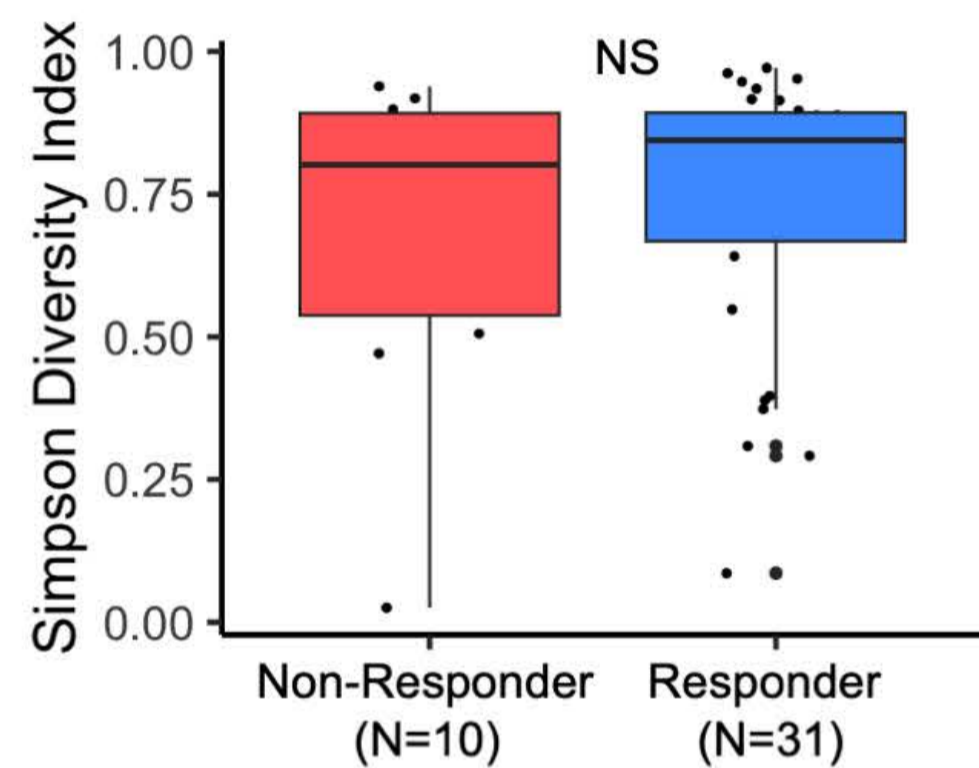 Simpson Diversity Index
1.00
0.75
0.50
0.25
0.00
NS
Non-Responder
(N=10)
Responder
(N=31)